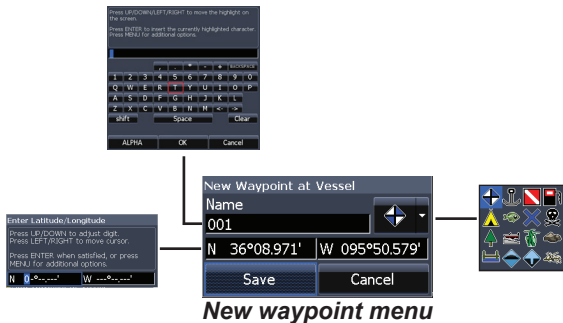 Press UP/DOWN/LEFT/RIGHT to move the highlight on
the screen.
Press ENTER to insert the currently highlighted character.
Press MENU for additional options.
, . * - + BACKSPACE
1 2 3 4 5 6 7 8 9 0
Q W E R T Y U I O P
A S D F G H J K L
Z X C V B N M <- ->
shift Space Clear
ALPHA OK Cancel
New Waypoint at Vessel
Name
001
N 36°08.971' W 095°50.579'
Save Cancel
Enter Latitude/Longitude
Press UP/DOWN to adjust digit.
Press LEFT/RIGHT to move cursor.
Press ENTER when satisfied, or press
MENU for additional options.
N 0-°--.---' W ---°--.---'
New waypoint menu